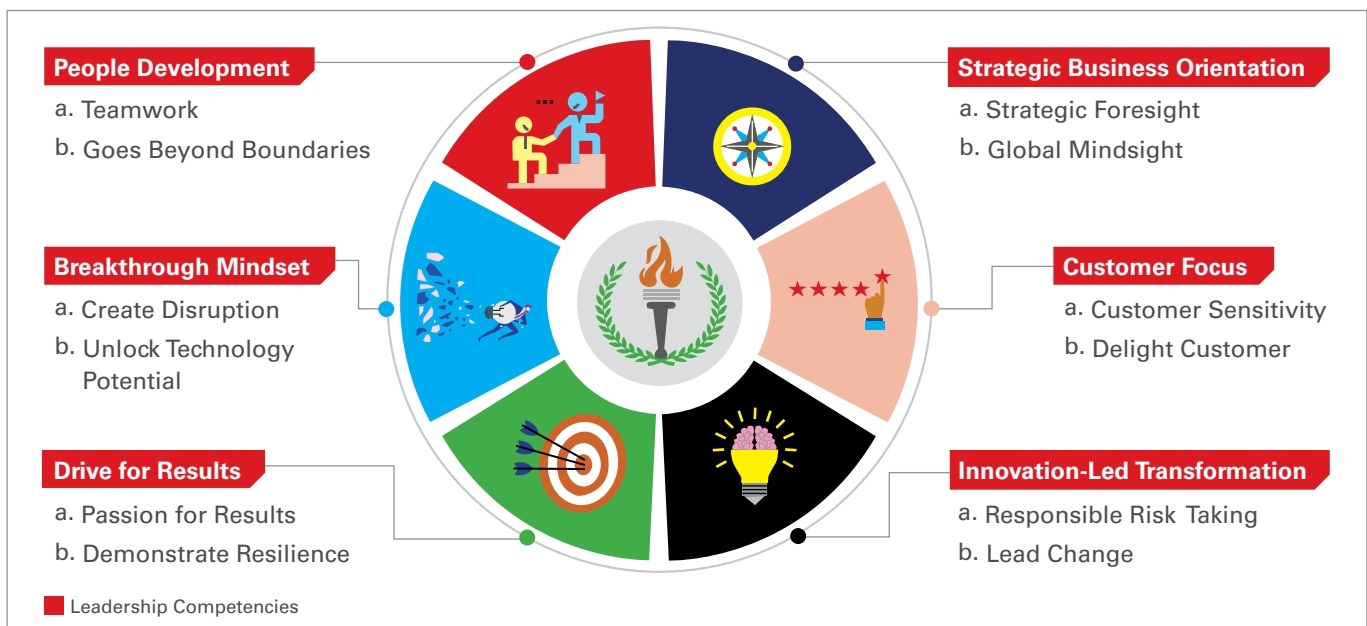 People Development
a. Teamwork
b. Goes Beyond Boundaries
Breakthrough Mindset
a. Create Disruption
b. Unlock Technology
Potential
Drive for Results
a. Passion for Results
b. Demonstrate Resilience
Leadership Competencies
Strategic Business Orientation
a. Strategic Foresight
b. Global Mindsight
Customer Focus
a. Customer Sensitivity
b. Delight Customer
Innovation-Led Transformation
a. Responsible Risk Taking
b. Lead Change